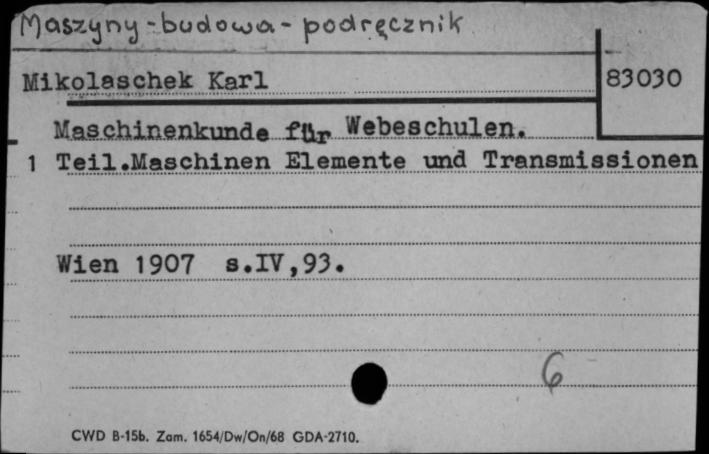 Maszyny - budowa - podręcznik
Mikolaschek Karl
83030
Maschinenkunde für Webeschulen.
1 Teil.Maschinen Elemente und Transmissionen
Wien 1907 s.IV,93.
6
CWD B-15b. Zam. 1654/Dw/On/68 GDA-2710.